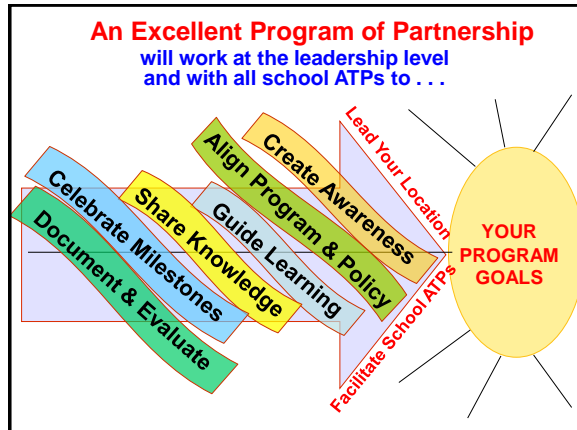 An Excellent Program of Partnership
will work at the leadership level
and with all school ATPs to . . .
Lead Your Location
Create Awareness
Align Program & Policy
Guide Learning
Share Knowledge
Celebrate Milestones
Document & Evaluate
Facilitate School ATPs
YOUR
PROGRAM
GOALS